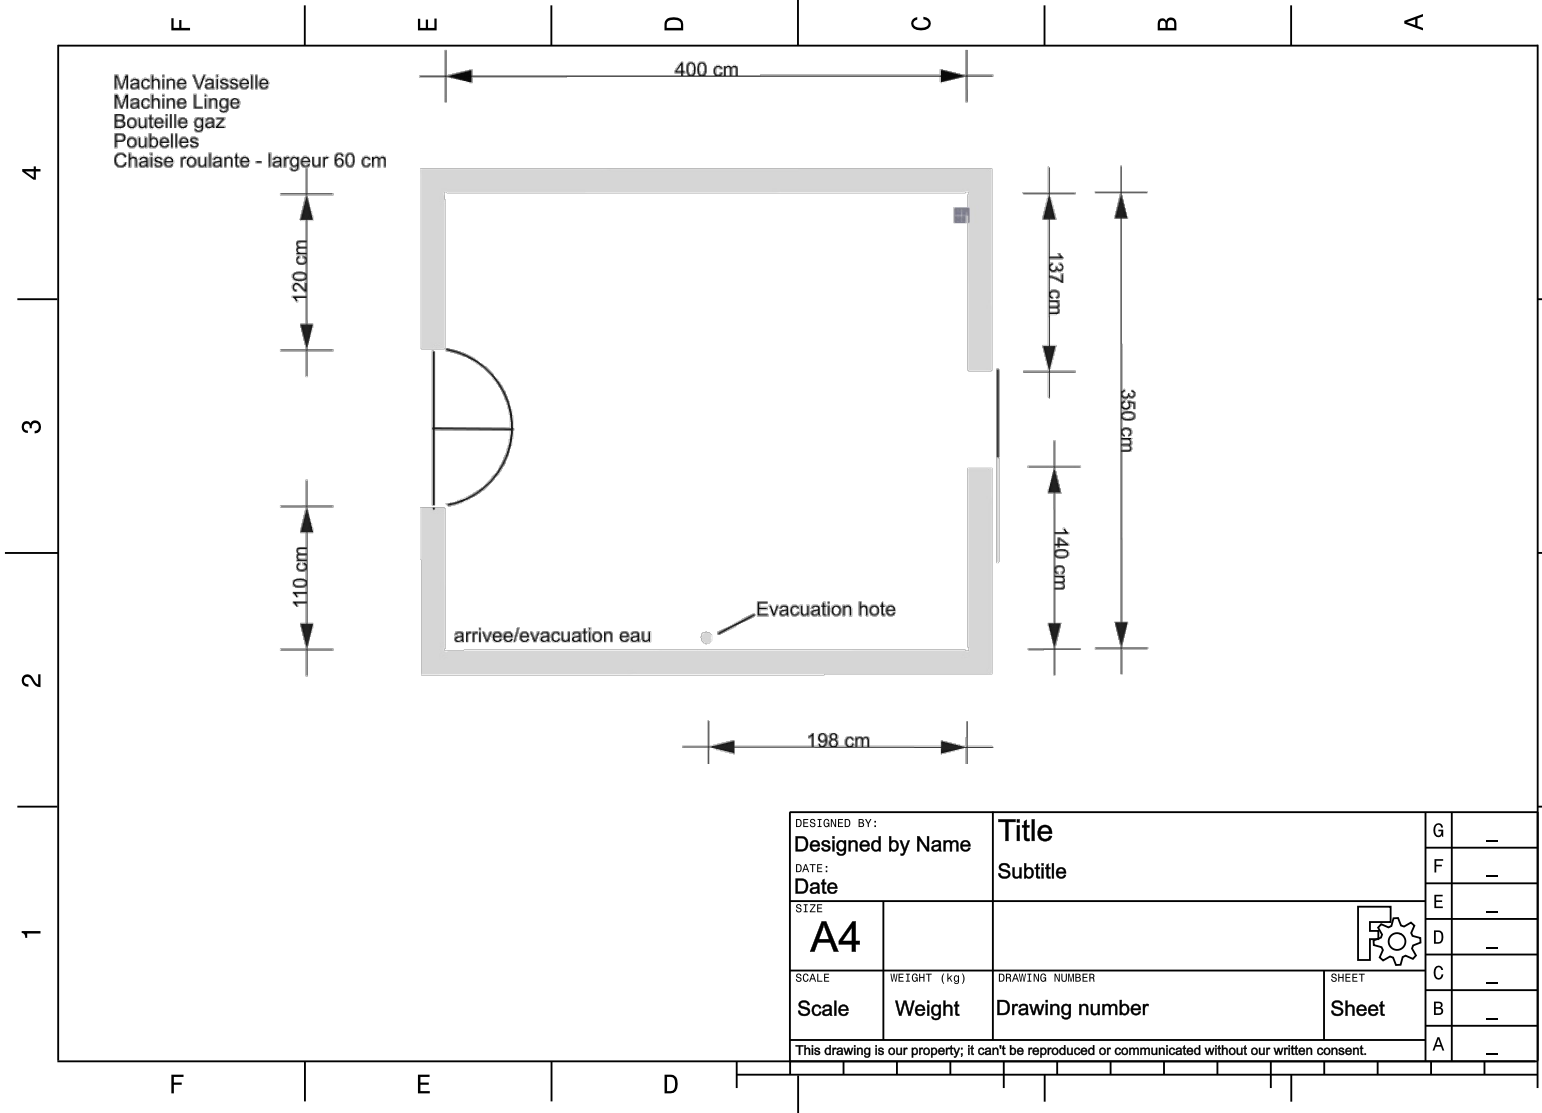 F E D C B A
400 cm
Machine Vaisselle
Machine Linge
Bouteille gaz
Poubelles
Chaise roulante - largeur 60 cm
4
120 cm
137 cm
3
350 cm
110 cm
140 cm
Evacuation hote
arrivee/evacuation eau
2
198 cm
DESIGNED BY:
Designed by Name
DATE:
Date
Title
Subtitle
G _
F _
SIZE
A4
E _
D _
1
SCALE
Scale
WEIGHT (kg)
Weight
DRAWING NUMBER
Drawing number
SHEET
Sheet
C _
B _
This drawing is our property; it can't be reproduced or communicated without our written consent.
A _
F E D